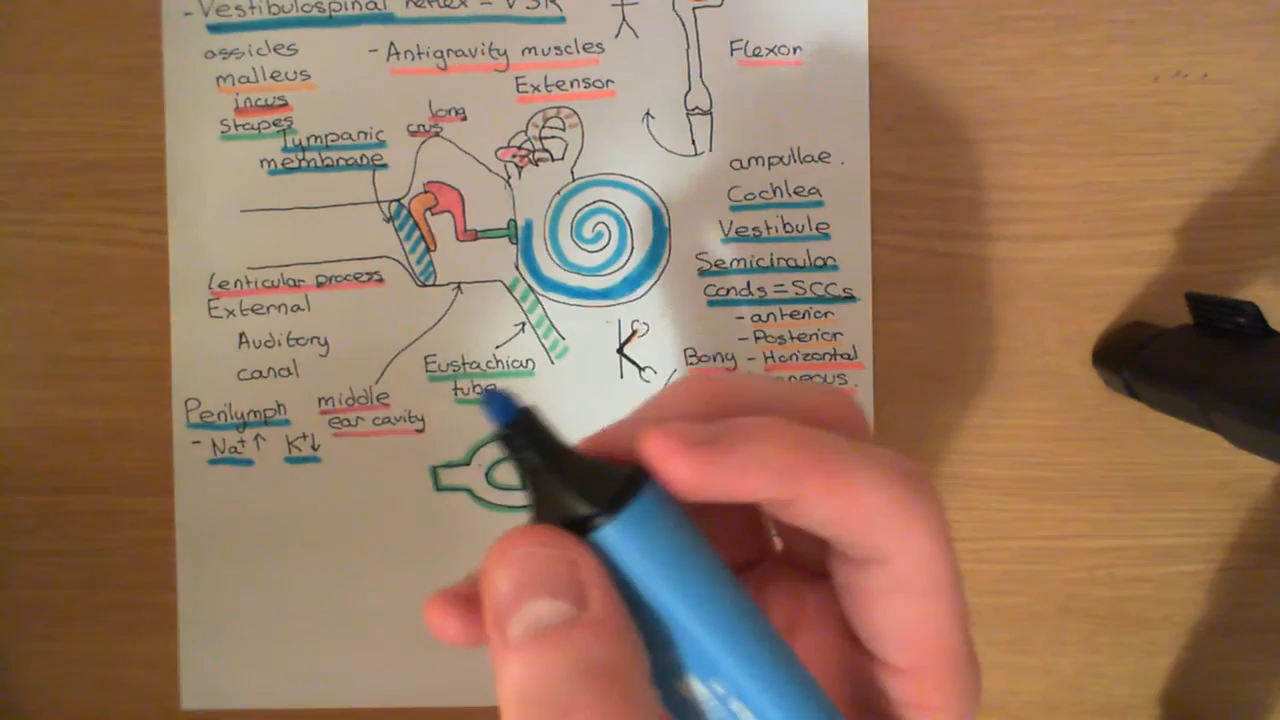 - Vestibulospinal reflex = VSR
ossicles
malleus
incus
stapes
- Antigravity muscles
Extensor
Flexor
long
crus
Tympanic
membrane
ampullae.
Cochlea
Vestibule
Semicircular
canals = SCCs
- anterior
- Posterior
- Horizontal
Bony
Lenticular process
External
Auditory
canal
Eustachian
tube
middle
ear cavity
Perilymph
- Na+↑ K+↓